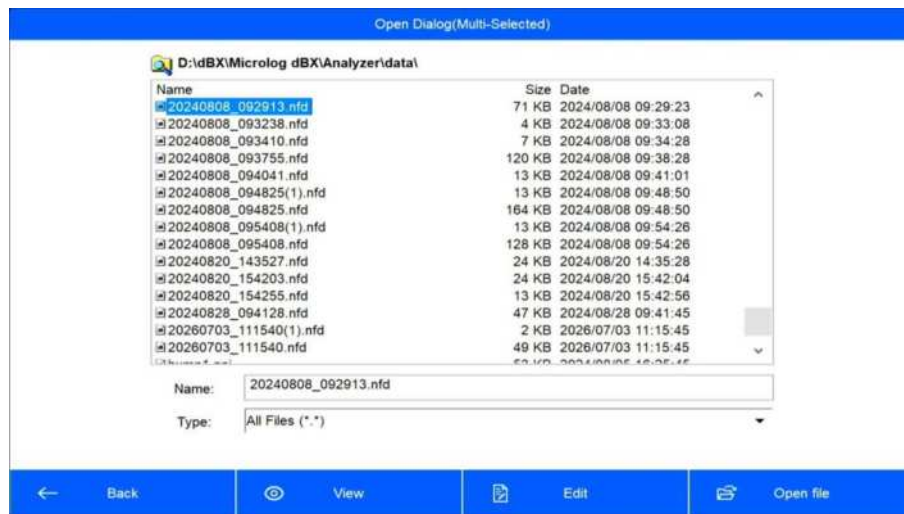 Open Dialog(Multi-Selected)
D:\dBX\Microlog dBX\Analyzer\data\
Name Size Date
20240808_092913.nfd 71 KB 2024/08/08 09:29:23
20240808_093238.nfd 4 KB 2024/08/08 09:33:08
20240808_093410.nfd 7 KB 2024/08/08 09:34:28
20240808_093755.nfd 120 KB 2024/08/08 09:38:28
20240808_094041.nfd 13 KB 2024/08/08 09:41:01
20240808_094825(1).nfd 13 KB 2024/08/08 09:48:50
20240808_094825.nfd 164 KB 2024/08/08 09:48:50
20240808_095408(1).nfd 13 KB 2024/08/08 09:54:26
20240808_095408.nfd 128 KB 2024/08/08 09:54:26
20240820_143527.nfd 24 KB 2024/08/20 14:35:28
20240820_154203.nfd 24 KB 2024/08/20 15:42:04
20240820_154255.nfd 13 KB 2024/08/20 15:42:56
20240828_094128.nfd 47 KB 2024/08/28 09:41:45
20260703_111540(1).nfd 2 KB 2026/07/03 11:15:45
20260703_111540.nfd 49 KB 2026/07/03 11:15:45
Name: 20240808_092913.nfd
Type: All Files (*.*)
Back View Edit Open file